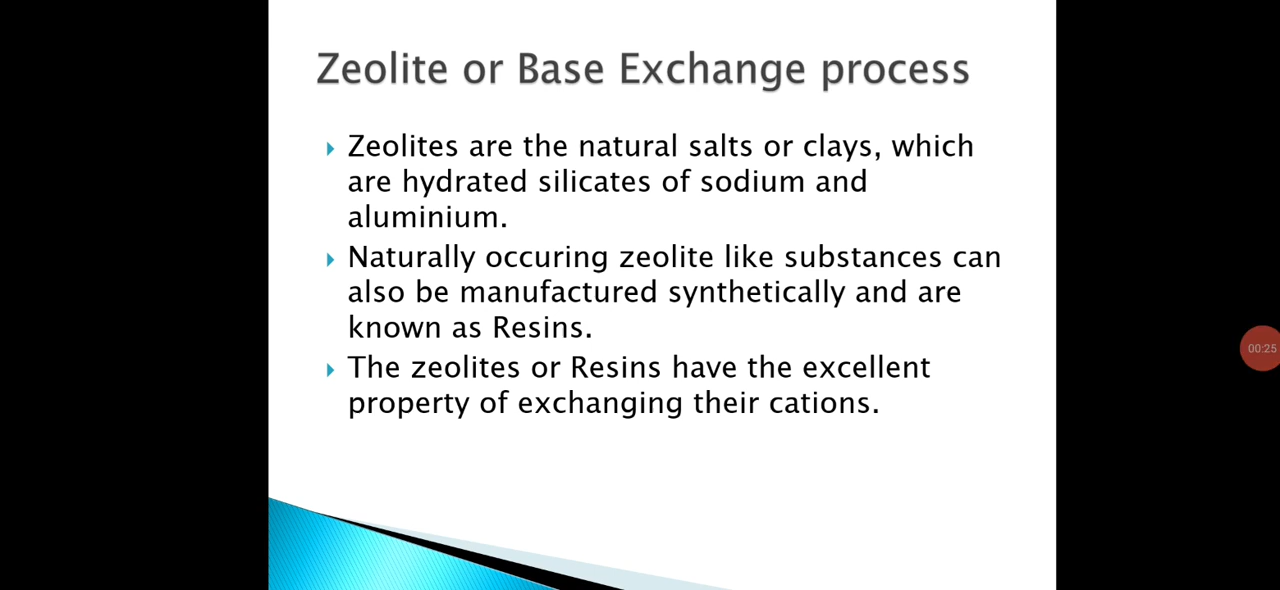 Zeolite or Base Exchange process
Zeolites are the natural salts or clays, which
are hydrated silicates of sodium and
aluminium.
Naturally occuring zeolite like substances can
also be manufactured synthetically and are
known as Resins.
The zeolites or Resins have the excellent
property of exchanging their cations.
00:25